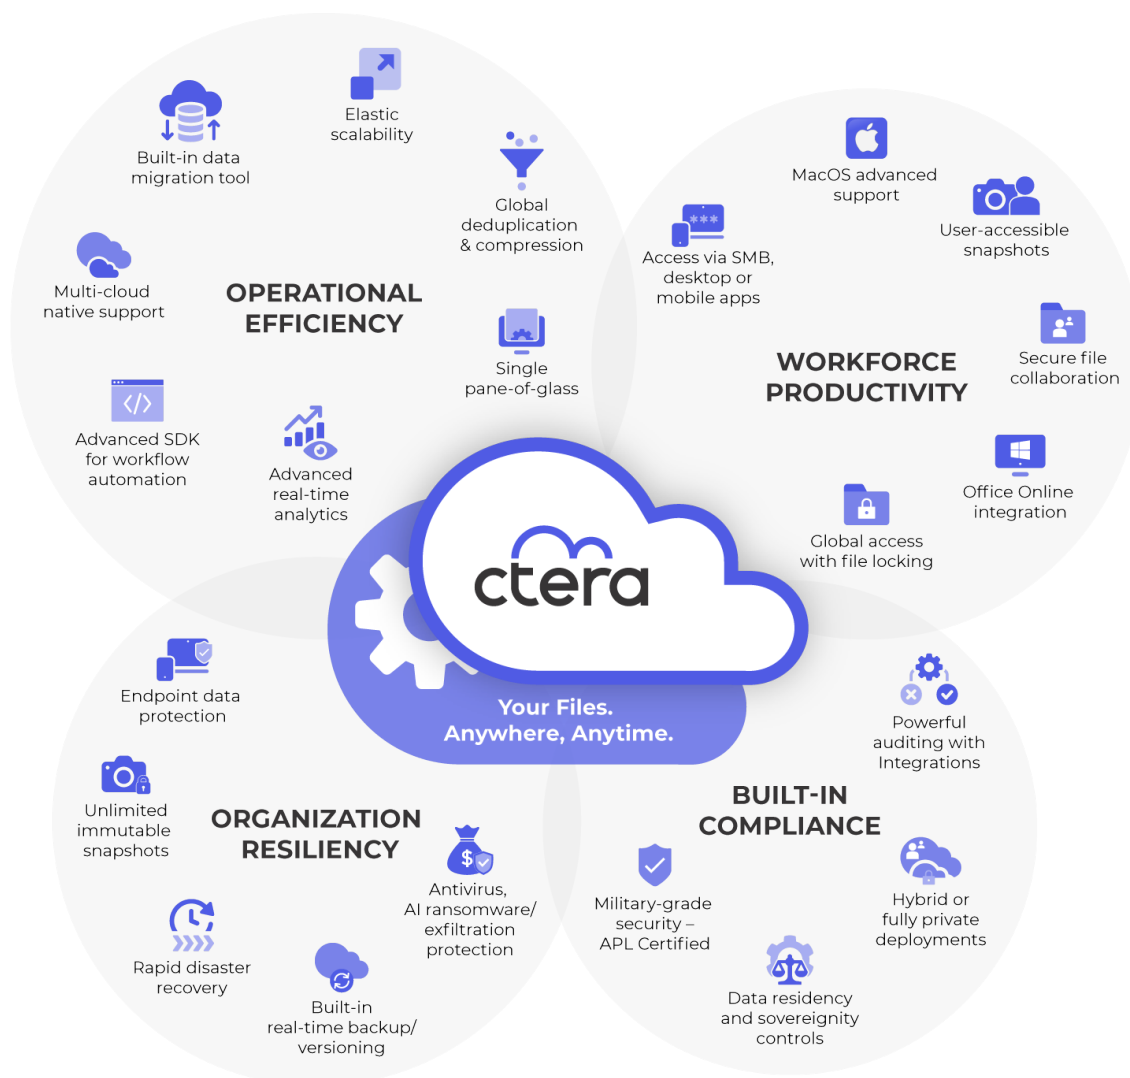 Elastic
scalability
Built-in data
migration tool
Global
deduplication
& compression
Multi-cloud
native support
OPERATIONAL
EFFICIENCY
Single
pane-of-glass
Advanced SDK
for workflow
automation
Advanced
real-time
analytics
MacOS advanced
support
User-accessible
snapshots
***
Access via SMB,
desktop or
mobile apps
Secure file
collaboration
WORKFORCE
PRODUCTIVITY
Office Online
integration
Global access
with file locking
ctera
Your Files.
Anywhere, Anytime.
Endpoint data
protection
Unlimited
immutable
snapshots
ORGANIZATION
RESILIENCY
$
Antivirus,
AI ransomware/
exfiltration
protection
Rapid disaster
recovery
Built-in
real-time backup/
versioning
Powerful
auditing with
Integrations
BUILT-IN
COMPLIANCE
Military-grade
security –
APL Certified
Hybrid or
fully private
deployments
Data residency
and sovereignity
controls